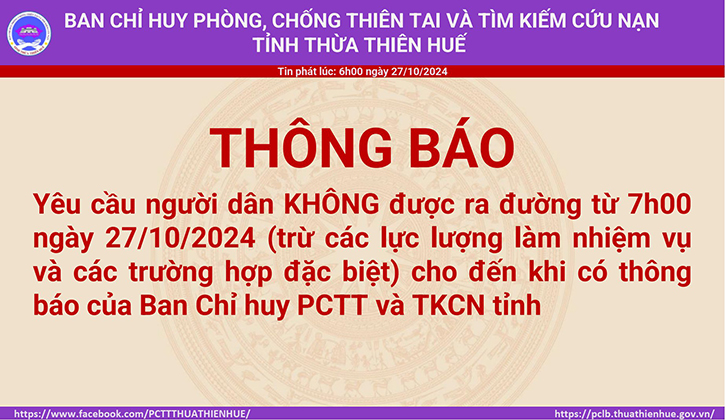 BAN CHỈ HUY PHÒNG, CHỐNG THIÊN TAI VÀ TÌM KIẾM CỨU NẠN
TỈNH THỪA THIÊN HUẾ
Tin phát lúc: 6h00 ngày 27/10/2024
THÔNG BÁO
Yêu cầu người dân KHÔNG được ra đường từ 7h00
ngày 27/10/2024 (trừ các lực lượng làm nhiệm vụ
và các trường hợp đặc biệt) cho đến khi có thông
báo của Ban Chỉ huy PCTT và TKCN tỉnh
https://www.facebook.com/PCTTTHUATHIENHUE/
https://pclb.thuathienhue.gov.vn/